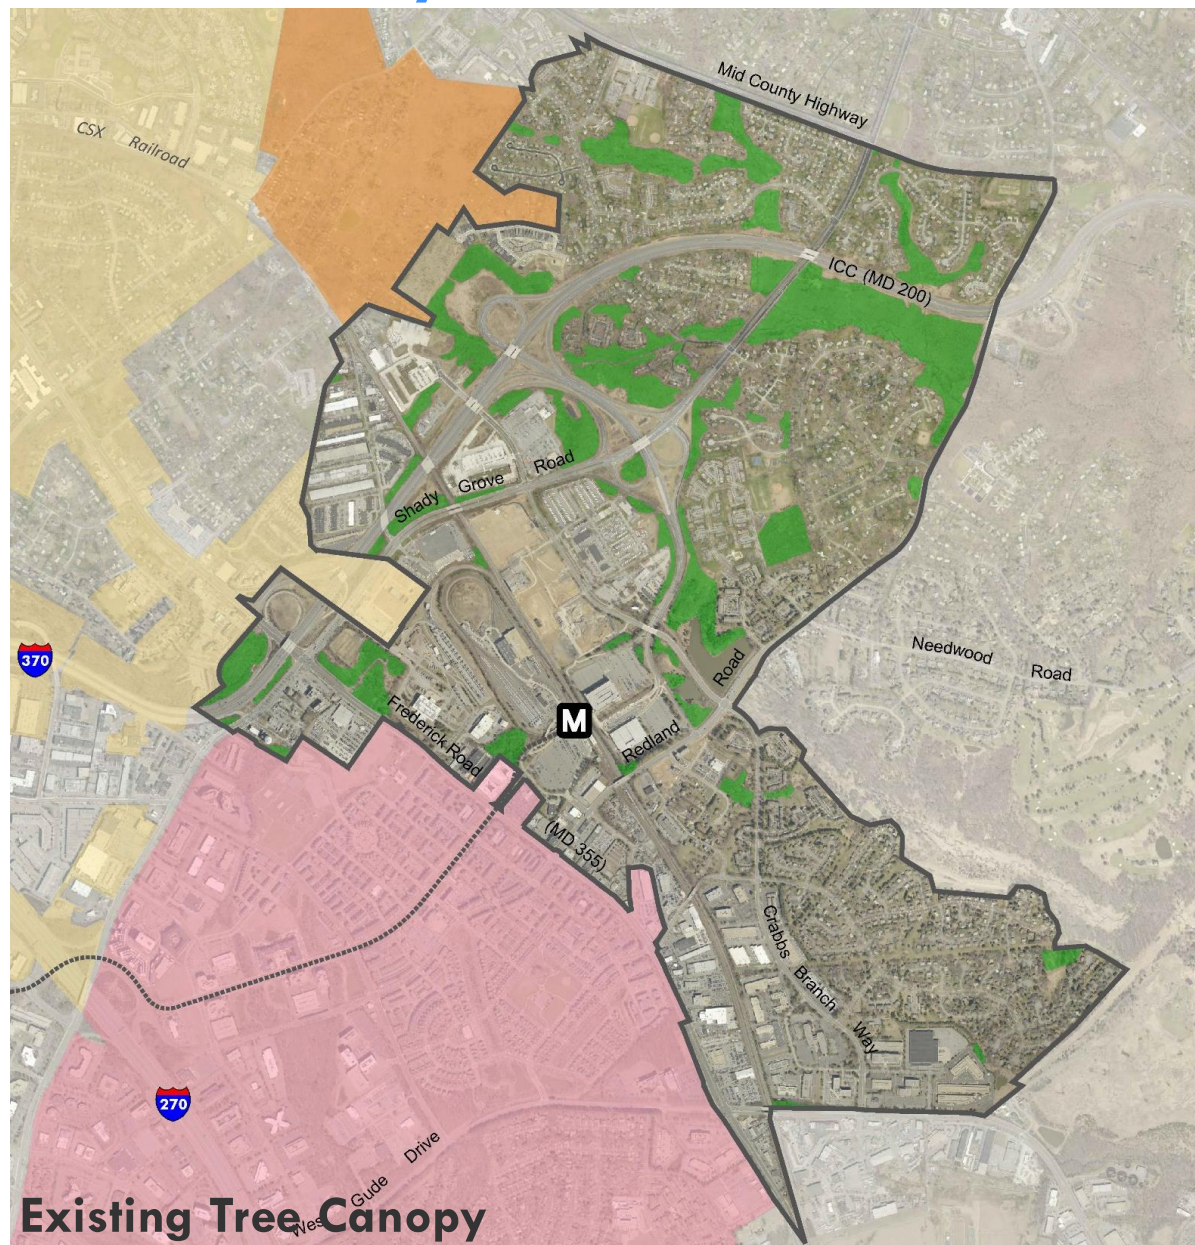 Mid County Highway
CSX Railroad
ICC (MD 200)
Shady Grove Road
370
Needwood Road
Road
M
Redland
Frederick Road
(MD 355)
Crabbs Branch Way
270
West Gude Drive
Existing Tree Canopy